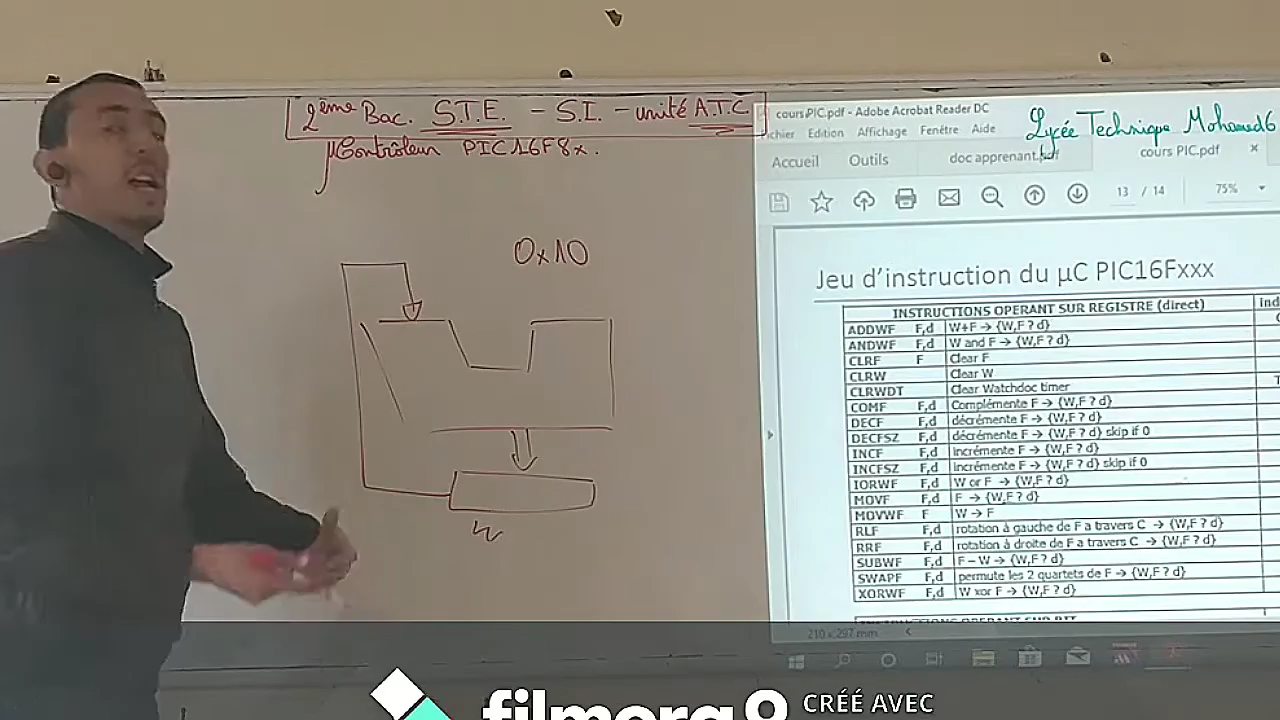 2ème Bac. S.T.E. - S.I. - unité A.T.C
µContrôleur PIC16F8x.
0x10
W
Lycée Technique Mohamed6
cours PIC.pdf - Adobe Acrobat Reader DC
Edition Affichage Fenêtre Aide
Accueil Outils doc apprenant.pdf cours PIC.pdf ×
13 / 14 75%
Jeu d’instruction du µC PIC16Fxxx
INSTRUCTIONS OPERANT SUR REGISTRE (direct)
ADDWF F,d W+F → {W,F ? d}
ANDWF F,d W and F → {W,F ? d}
CLRF F Clear F
CLRW Clear W
CLRWDT Clear Watchdoc timer
COMF F,d Complémente F → {W,F ? d}
DECF F,d décrémente F → {W,F ? d}
DECFSZ F,d décrémente F → {W,F ? d} skip if 0
INCF F,d incrémente F → {W,F ? d}
INCFSZ F,d incrémente F → {W,F ? d} skip if 0
IORWF F,d W or F → {W,F ? d}
MOVF F,d F → {W,F ? d}
MOVWF F W → F
RLF F,d rotation à gauche de F a travers C → {W,F ? d}
RRF F,d rotation à droite de F a travers C → {W,F ? d}
SUBWF F,d F – W → {W,F ? d}
SWAPF F,d permute les 2 quartets de F → {W,F ? d}
XORWF F,d W xor F → {W,F ? d}
210 x 297 mm
CRÉÉ AVEC
filmora9